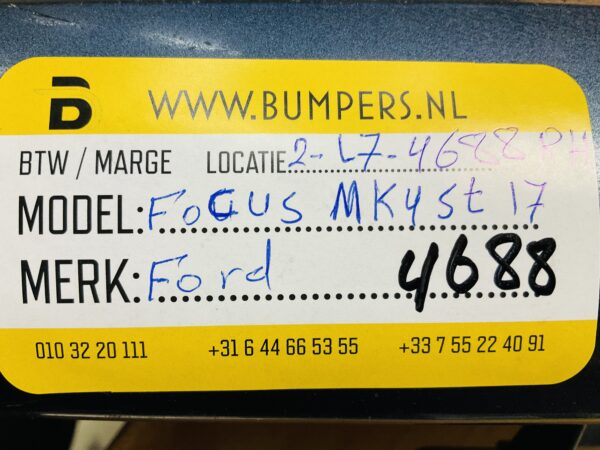 B WWW.BUMPERS.NL
BTW / MARGE LOCATIE: 2-L7-4688 PH
MODEL: Focus MK4 st 17
MERK: Ford 4688
010 32 20 111 +31 6 44 66 53 55 +33 7 55 22 40 91